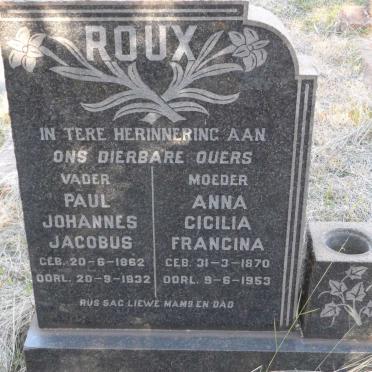 ROUX
IN TERE HERINNERING AAN
ONS DIERBARE OUERS
VADER
PAUL
JOHANNES
JACOBUS
GEB. 20-6-1862
OORL. 20-9-1932
MOEDER
ANNA
CICILIA
FRANCINA
GEB. 31-3-1870
OORL. 9-6-1953
RUS SAG LIEWE MAMS EN DAD